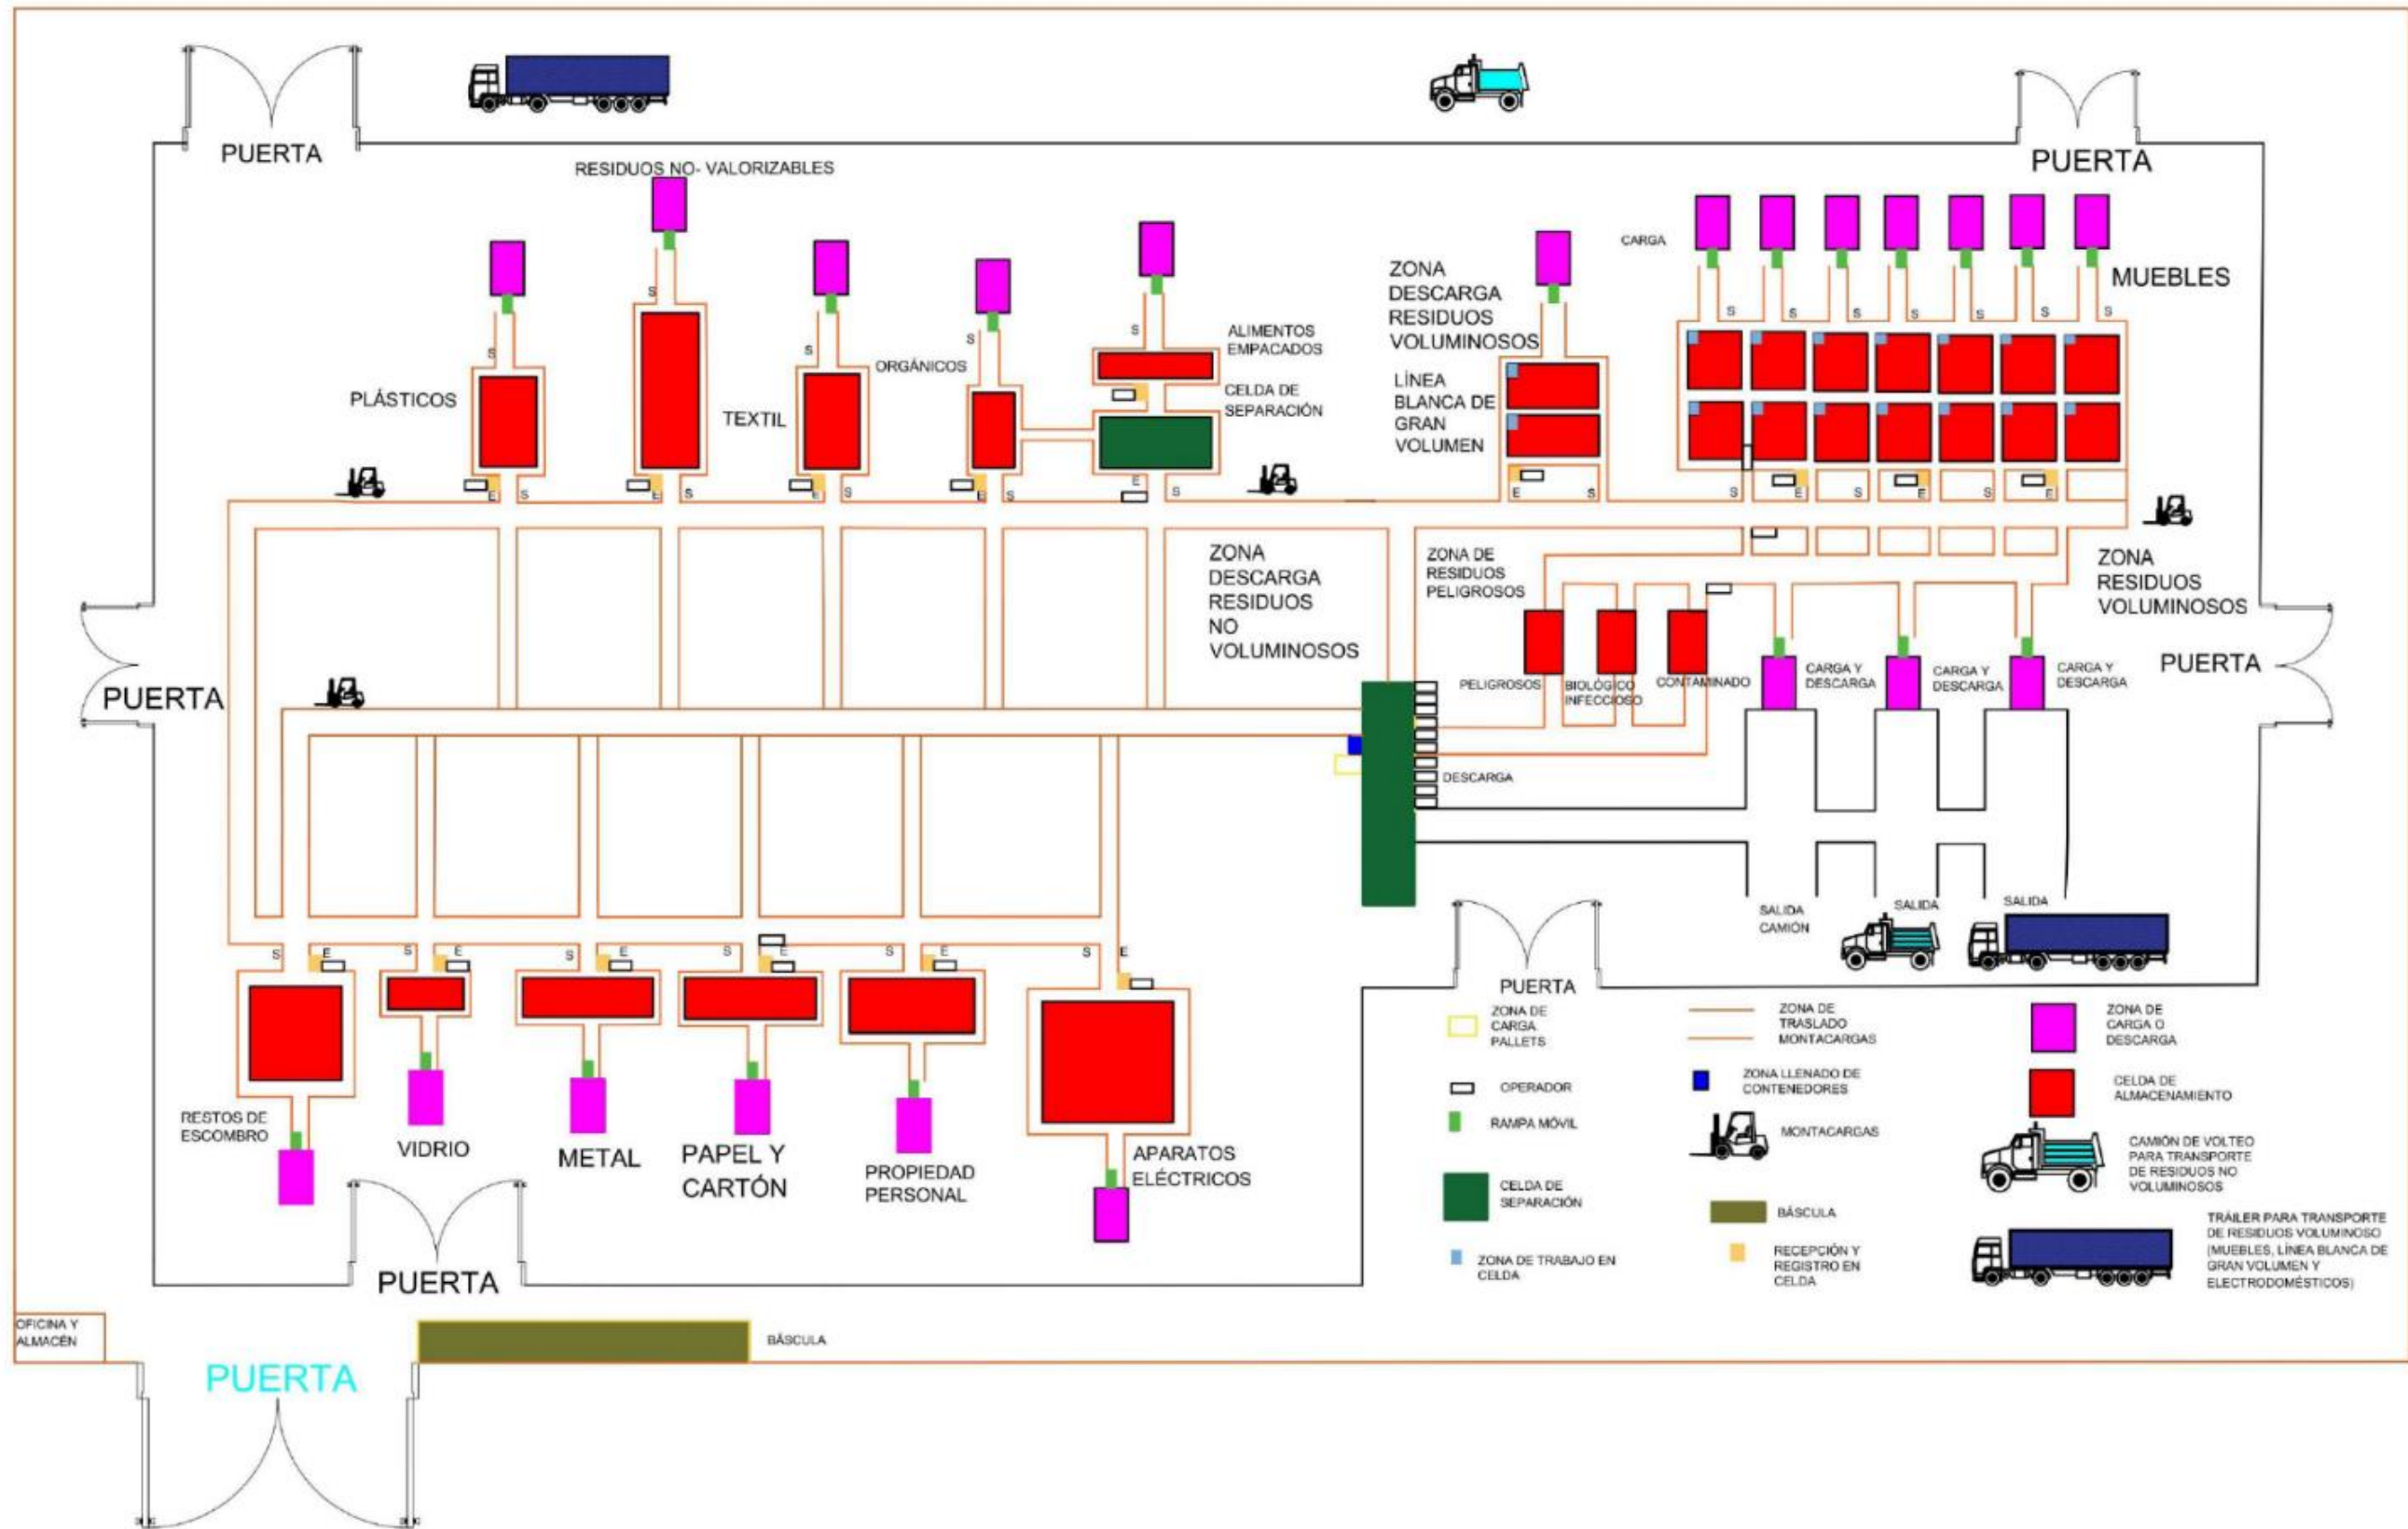 PUERTA
PUERTA
RESIDUOS NO- VALORIZABLES
CARGA
MUEBLES
ZONA
DESCARGA
RESIDUOS
VOLUMINOSOS
S
S
S
S
S
S
S
S
S
S
S
S
ALIMENTOS
EMPACADOS
ORGÁNICOS
PLÁSTICOS
TEXTIL
CELDA DE
SEPARACIÓN
LÍNEA
BLANCA DE
GRAN
VOLUMEN
E
S
E
S
E
S
E
S
E
S
E
S
S
E
S
E
S
E
ZONA
DESCARGA
RESIDUOS
NO
VOLUMINOSOS
ZONA DE
RESIDUOS
PELIGROSOS
ZONA
RESIDUOS
VOLUMINOSOS
PUERTA
PUERTA
PELIGROSOS
BIOLÓGICO
INFECCIOSO
CONTAMINADO
CARGA Y
DESCARGA
CARGA Y
DESCARGA
CARGA Y
DESCARGA
DESCARGA
SALIDA
CAMIÓN
SALIDA
SALIDA
S
E
S
E
S
E
S
E
S
E
S
E
RESTOS DE
ESCOMBRO
VIDRIO
METAL
PAPEL Y
CARTÓN
PROPIEDAD
PERSONAL
APARATOS
ELÉCTRICOS
PUERTA
PUERTA
ZONA DE
CARGA
PALLETS
OPERADOR
RAMPA MÓVIL
CELDA DE
SEPARACIÓN
ZONA DE TRABAJO EN
CELDA
ZONA DE
TRASLADO
MONTACARGAS
ZONA LLENADO DE
CONTENEDORES
MONTACARGAS
BÁSCULA
RECEPCIÓN Y
REGISTRO EN
CELDA
ZONA DE
CARGA O
DESCARGA
CELDA DE
ALMACENAMIENTO
CAMIÓN DE VOLTEO
PARA TRANSPORTE
DE RESIDUOS NO
VOLUMINOSOS
TRÁILER PARA TRANSPORTE
DE RESIDUOS VOLUMINOSO
(MUEBLES, LÍNEA BLANCA DE
GRAN VOLUMEN Y
ELECTRODOMÉSTICOS)
OFICINA Y
ALMACÉN
BÁSCULA
PUERTA